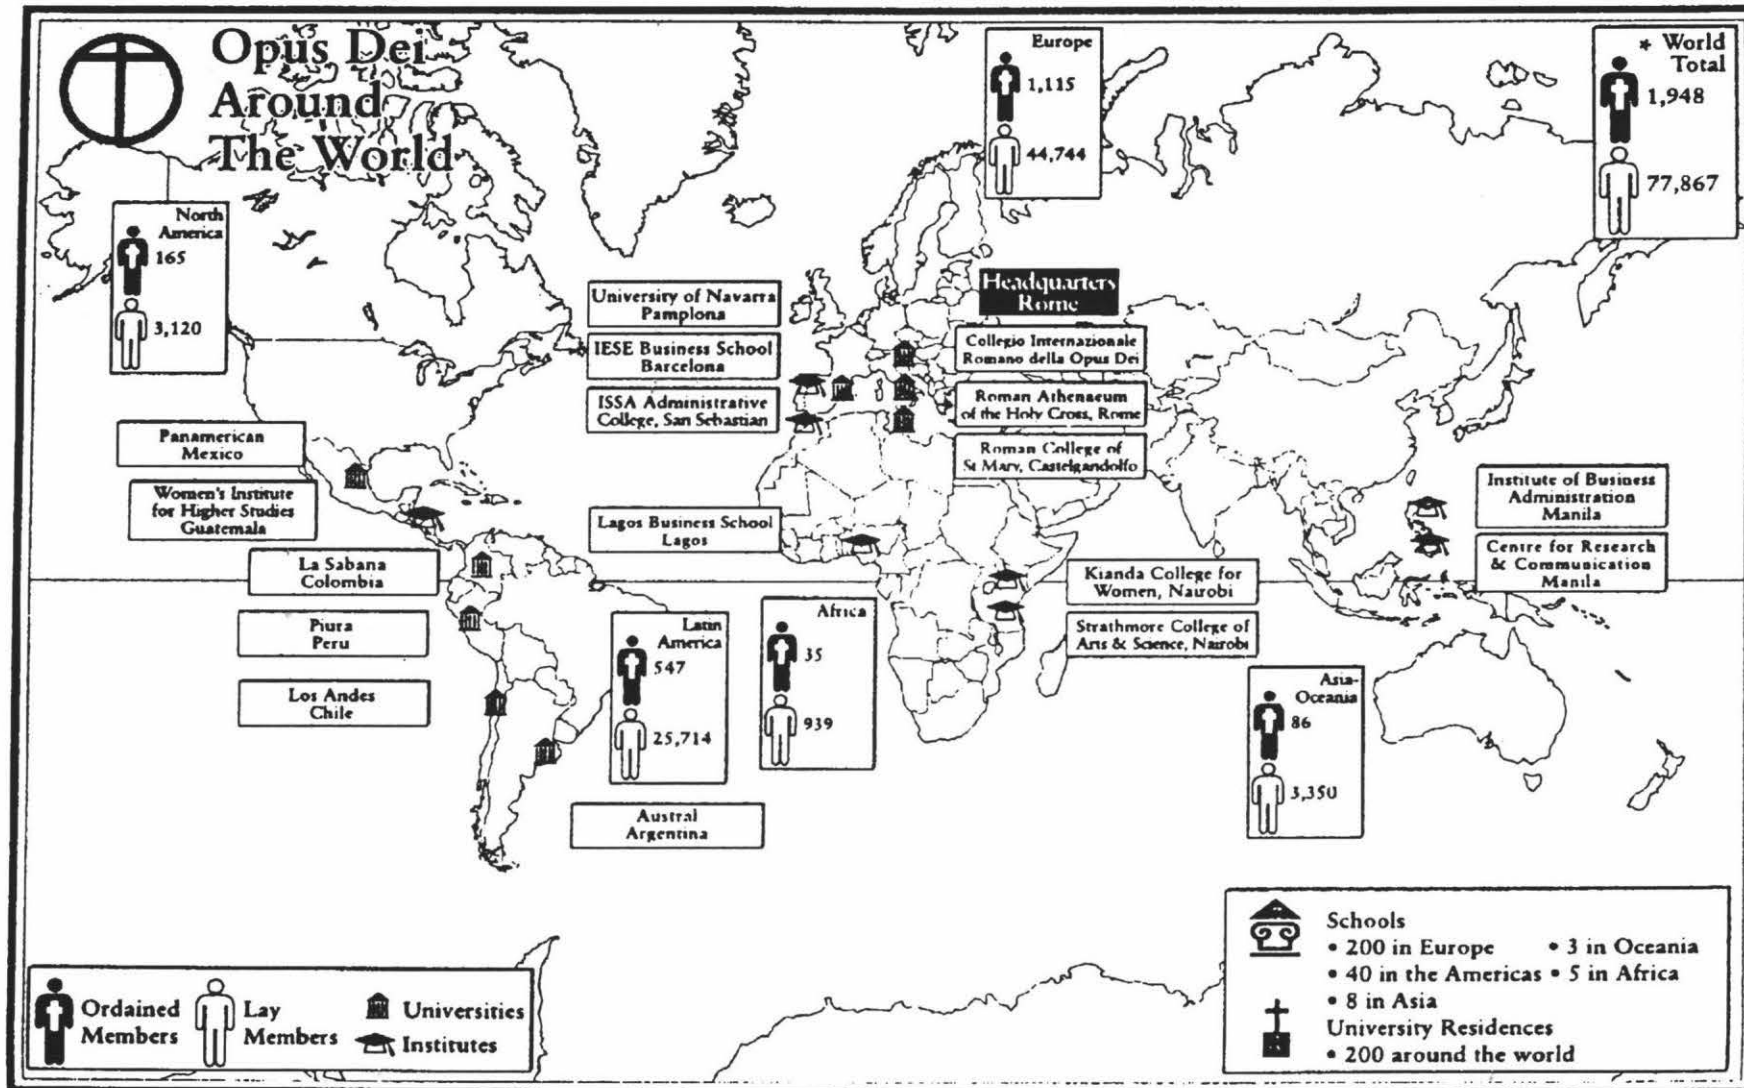 Opus Dei
Around
The World
Europe
1,115
44,744
* World
Total
1,948
77,867
North
America
165
3,120
University of Navarra
Pamplona
IESE Business School
Barcelona
ISSA Administrative
College, San Sebastian
Headquarters
Rome
Collegio Internazionale
Romano della Opus Dei
Roman Athenaeum
of the Holy Cross, Rome
Roman College of
St Mary, Castelgandolfo
Panamerican
Mexico
Women's Institute
for Higher Studies
Guatemala
La Sabana
Colombia
Piura
Peru
Los Andes
Chile
Lagos Business School
Lagos
Institute of Business
Administration
Manila
Centre for Research
& Communication
Manila
Kianda College for
Women, Nairobi
Strathmore College of
Arts & Science, Nairobi
Latin
America
547
25,714
Africa
35
939
Asia-
Oceania
86
3,350
Austral
Argentina
Ordained
Members
Lay
Members
Universities
Institutes
Schools
• 200 in Europe • 3 in Oceania
• 40 in the Americas • 5 in Africa
• 8 in Asia
University Residences
• 200 around the world